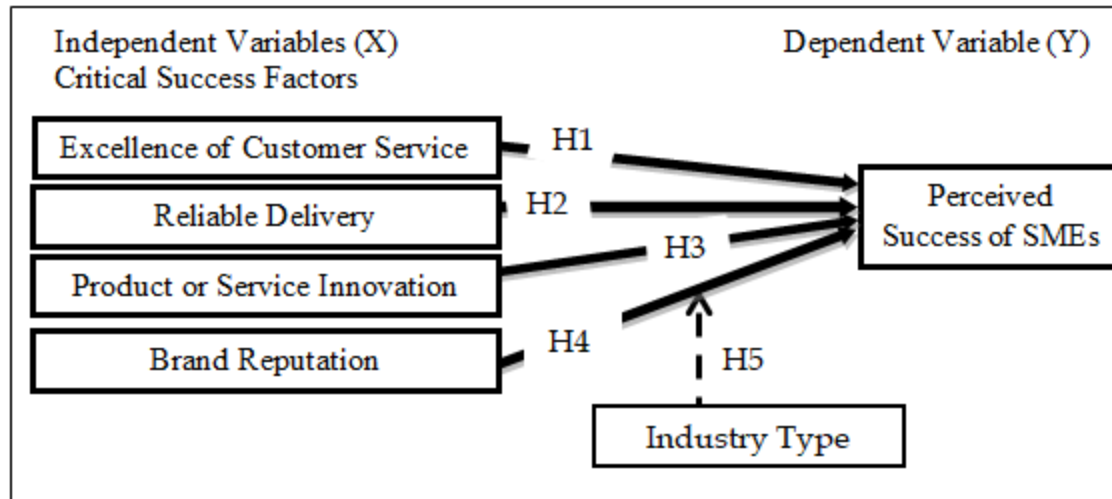 Independent Variables (X)
Critical Success Factors
Dependent Variable (Y)
Excellence of Customer Service
H1
Reliable Delivery
H2
Perceived
Success of SMEs
Product or Service Innovation
H3
Brand Reputation
H4
H5
Industry Type